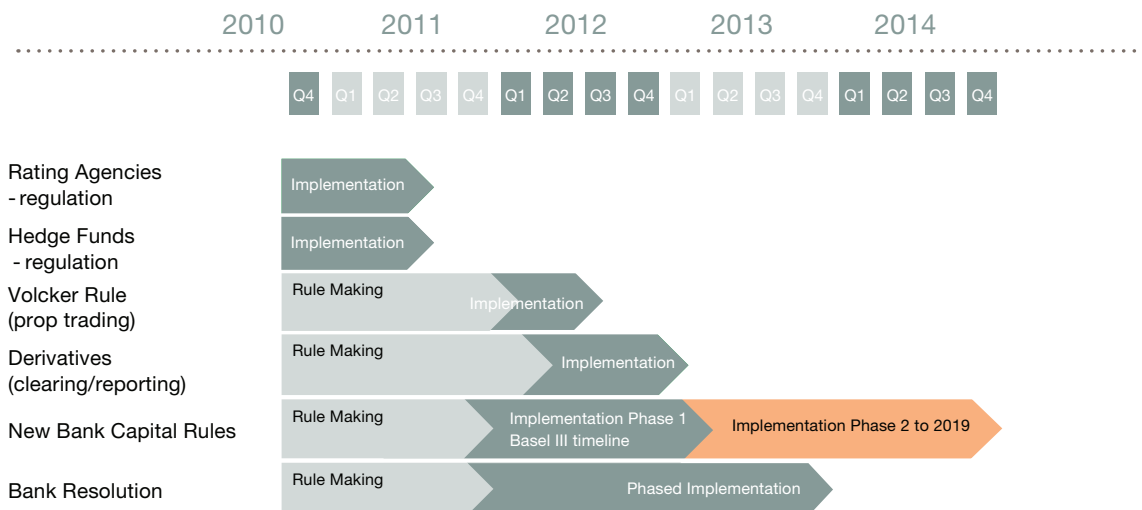 2010 2011 2012 2013 2014
Q4 Q1 Q2 Q3 Q4 Q1 Q2 Q3 Q4 Q1 Q2 Q3 Q4 Q1 Q2 Q3 Q4
Rating Agencies
- regulation
Implementation
Hedge Funds
- regulation
Implementation
Volcker Rule
(prop trading)
Rule Making
Implementation
Derivatives
(clearing/reporting)
Rule Making
Implementation
New Bank Capital Rules
Rule Making
Implementation Phase 1
Basel III timeline
Implementation Phase 2 to 2019
Bank Resolution
Rule Making
Phased Implementation